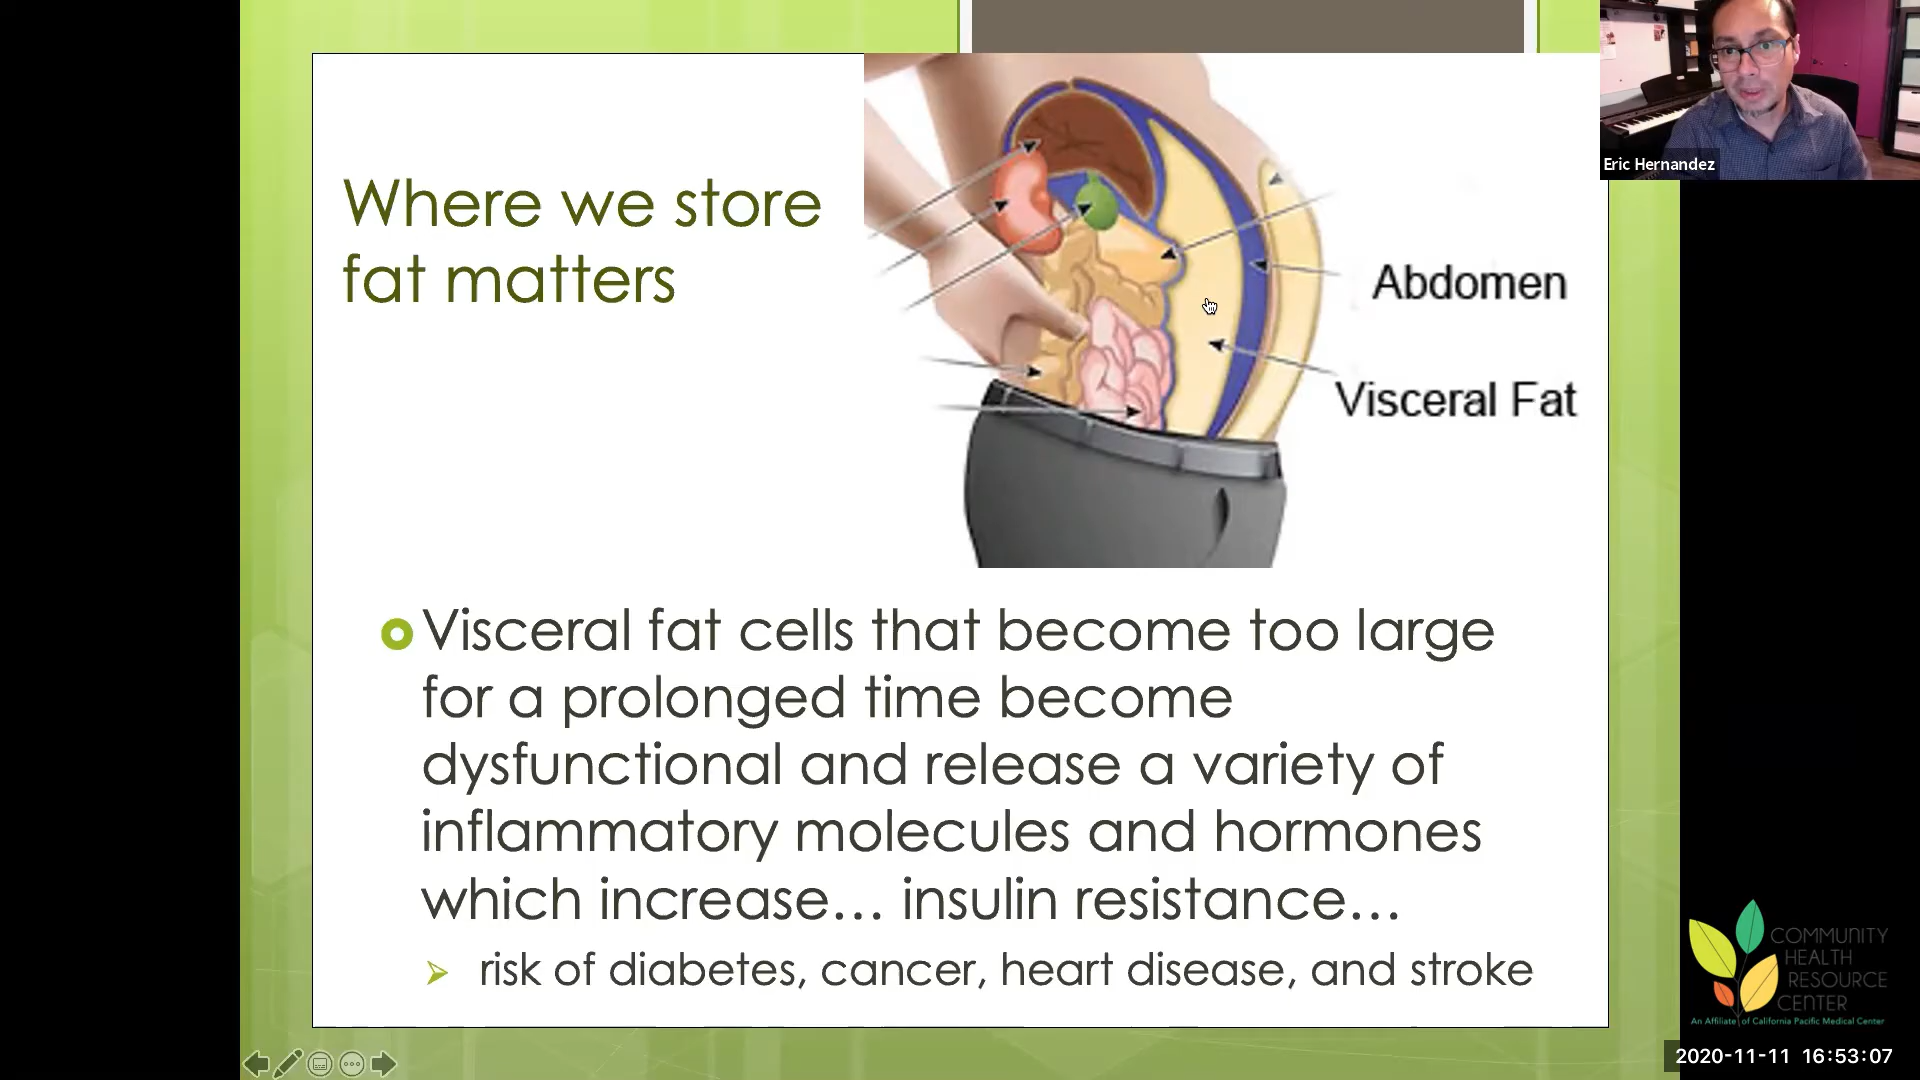 Where we store
fat matters
Abdomen
Visceral Fat
Visceral fat cells that become too large
for a prolonged time become
dysfunctional and release a variety of
inflammatory molecules and hormones
which increase… insulin resistance…
risk of diabetes, cancer, heart disease, and stroke
Eric Hernandez
COMMUNITY
HEALTH
RESOURCE
CENTER
An Affiliate of California Pacific Medical Center
2020-11-11 16:53:07